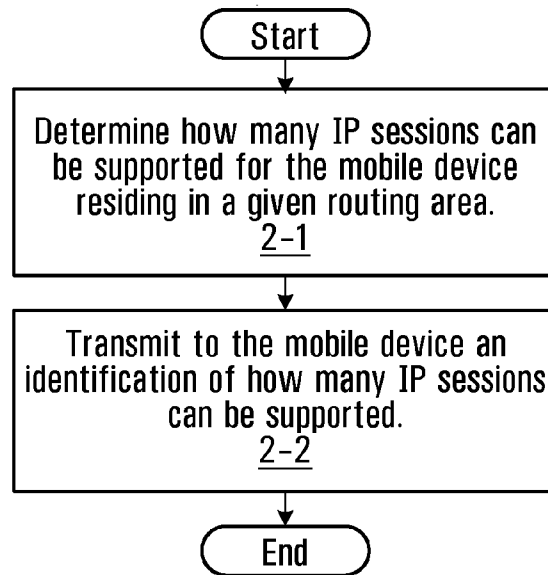 Start
Determine how many IP sessions can
be supported for the mobile device
residing in a given routing area.
2-1
Transmit to the mobile device an
identification of how many IP sessions
can be supported.
2-2
End